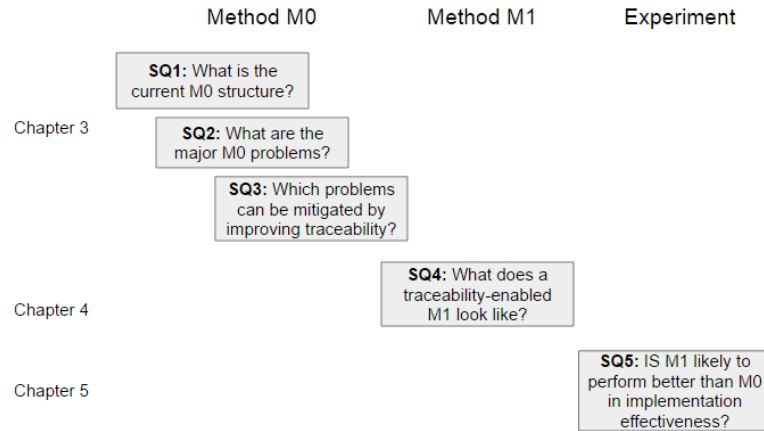 Method M0
Method M1
Experiment
SQ1: What is the
current M0 structure?
Chapter 3
SQ2: What are the
major M0 problems?
SQ3: Which problems
can be mitigated by
improving traceability?
SQ4: What does a
traceability-enabled
M1 look like?
Chapter 4
SQ5: IS M1 likely to
perform better than M0
in implementation
effectiveness?
Chapter 5